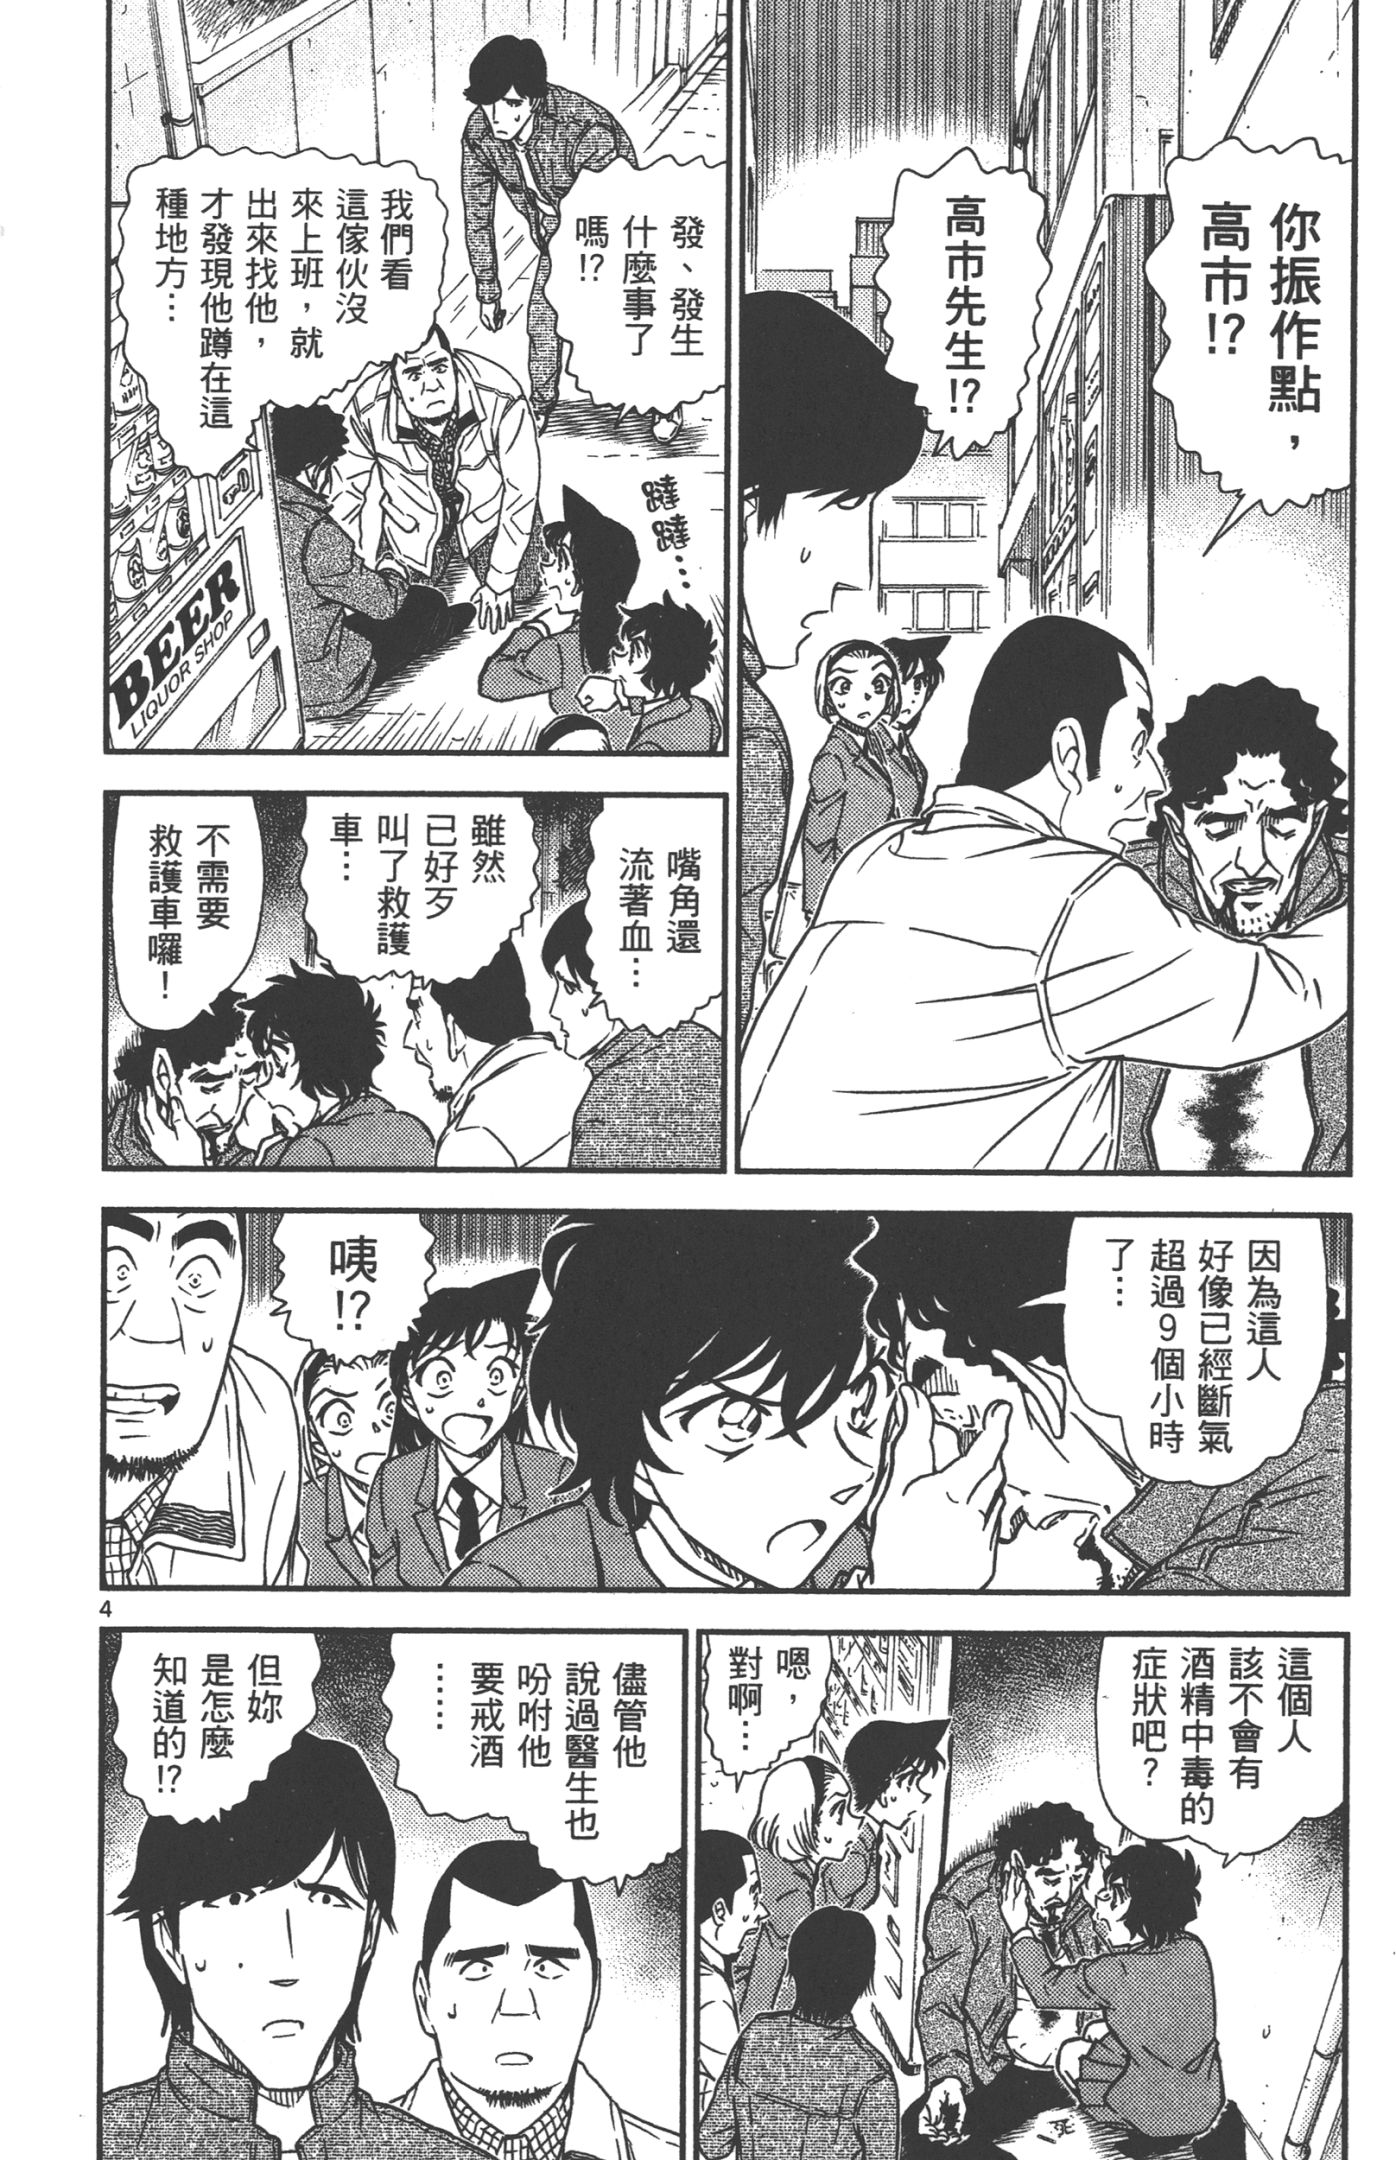 你振作點，
高市!?
高市先生!?
發、發生
什麼事了
嗎!?
我們看
這傢伙沒
來上班，就
出來找他，
才發現他蹲在這
種地方…
躂躂…
BEER
LIQUOR SHOP
嘴角還
流著血…
雖然
已好歹
叫了救護
車…
不需要
救護車囉！
因為這人
好像已經斷氣
超過9個小時
了…
咦!?
4
這個人
該不會有
酒精中毒的
症狀吧？
嗯，
對啊…
儘管他
說過醫生也
吩咐他
要戒酒
……
但妳
是怎麼
知道的!?